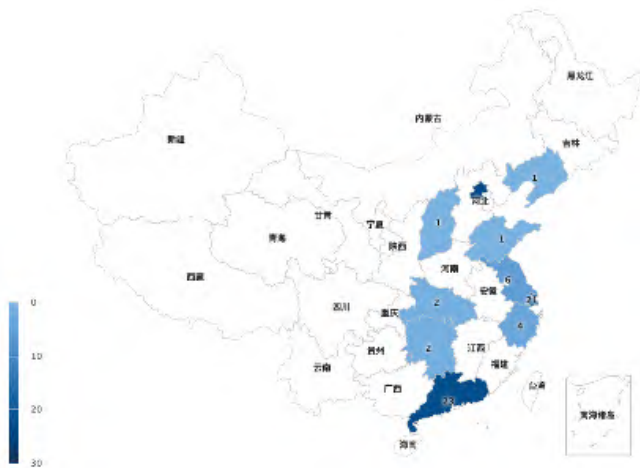 黑龙江
内蒙古
吉林
新疆
1
河北
甘肃
宁夏
1
1
青海
陕西
河南
西藏
6
安徽
21
四川
重庆
2
4
2
江西
贵州
福建
云南
广西
台湾
23
南海诸岛
海南
0
10
20
30